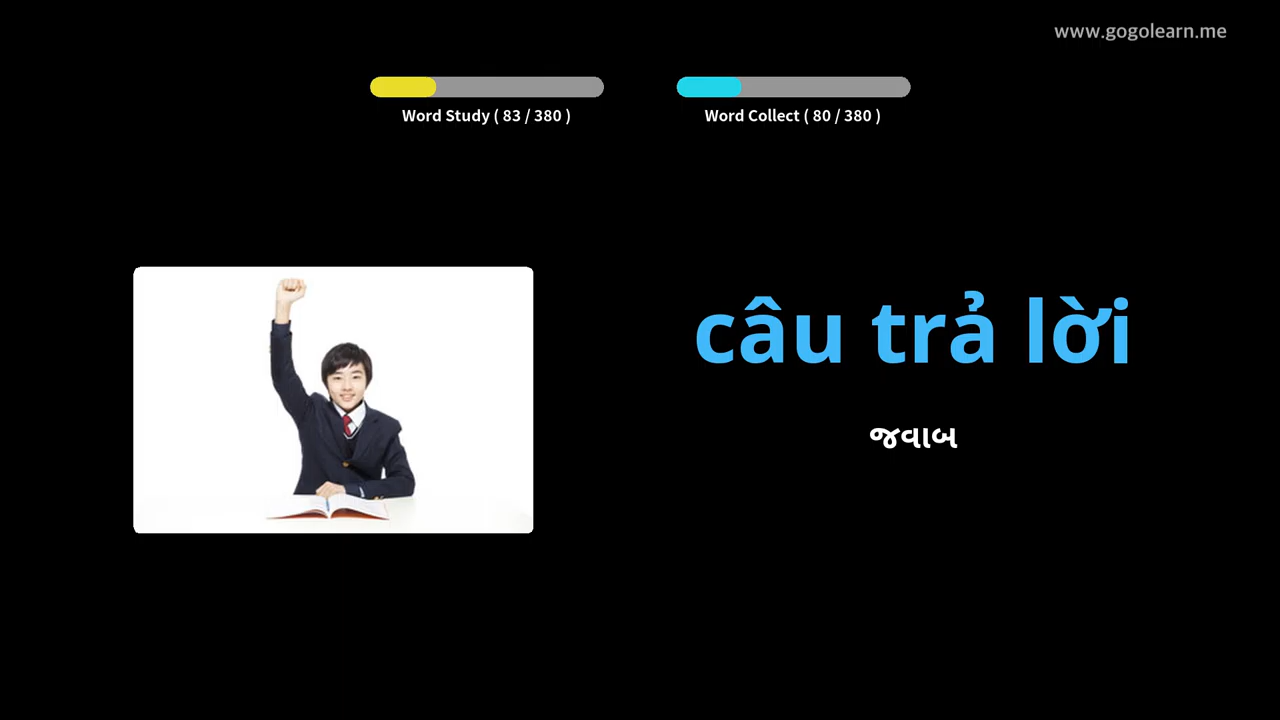 www.gogolearn.me
Word Study ( 83 / 380 )
Word Collect ( 80 / 380 )
câu trả lời
જવાબ